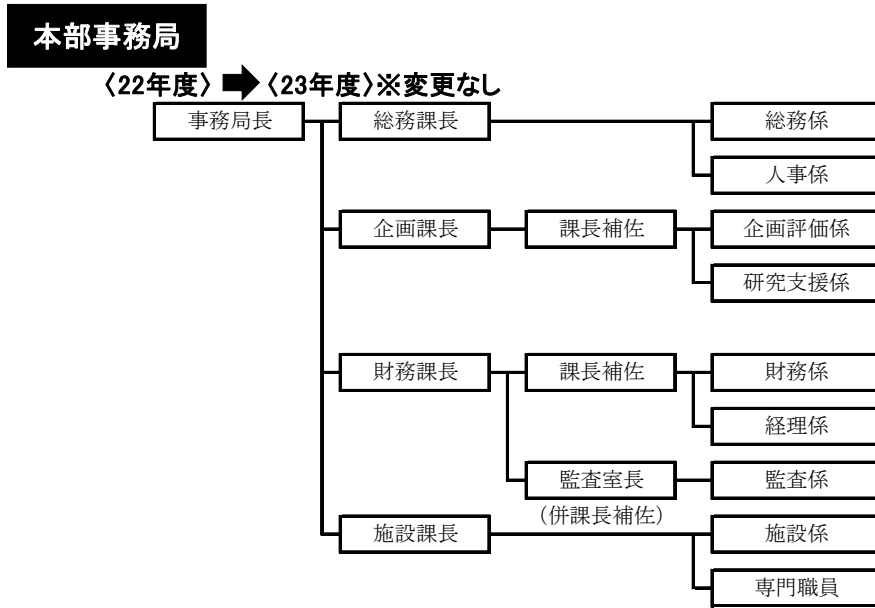 本部事務局
〈22年度〉 ➡ 〈23年度〉※変更なし
事務局長 総務課長 総務係
人事係
企画課長 課長補佐 企画評価係
研究支援係
財務課長 課長補佐 財務係
経理係
監査室長 監査係
（併課長補佐）
施設課長 施設係
専門職員